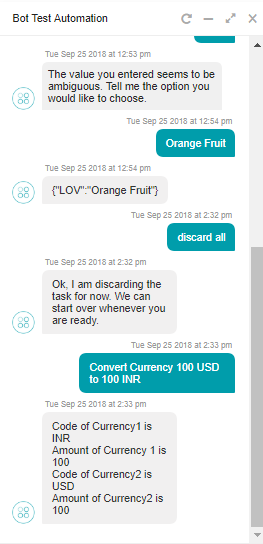 Bot Test Automation
Tue Sep 25 2018 at 12:53 pm
The value you entered seems to be
ambiguous. Tell me the option you
would like to choose.
Tue Sep 25 2018 at 12:54 pm
Orange Fruit
Tue Sep 25 2018 at 12:54 pm
{"LOV":"Orange Fruit"}
Tue Sep 25 2018 at 2:32 pm
discard all
Tue Sep 25 2018 at 2:32 pm
Ok, I am discarding the
task for now. We can
start over whenever you
are ready.
Tue Sep 25 2018 at 2:33 pm
Convert Currency 100 USD
to 100 INR
Tue Sep 25 2018 at 2:33 pm
Code of Currency1 is
INR
Amount of Currency 1 is
100
Code of Currency2 is
USD
Amount of Currency2 is
100